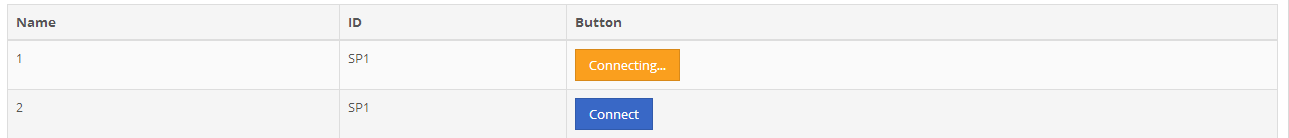 Name ID Button
1 SP1 Connecting...
2 SP1 Connect